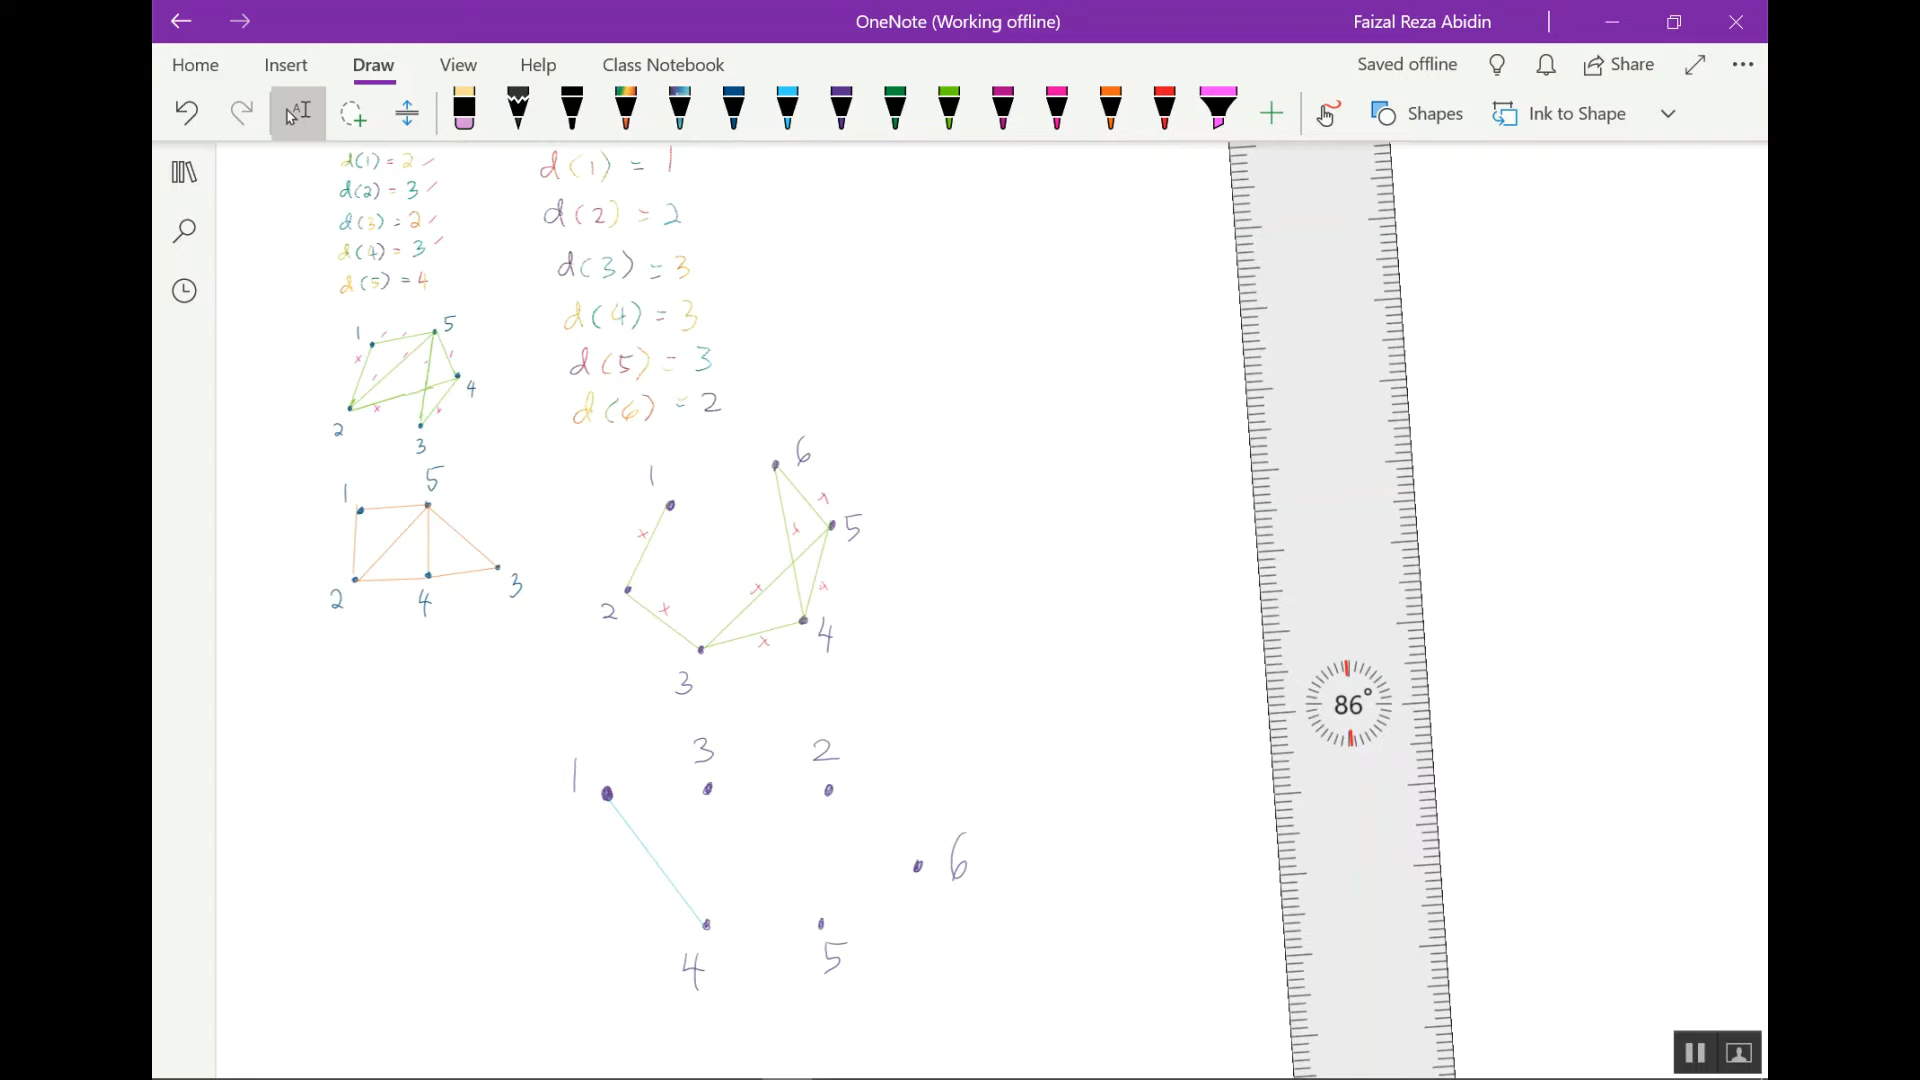 OneNote (Working offline)
Faizal Reza Abidin
Home Insert Draw View Help Class Notebook
Saved offline Share
Shapes Ink to Shape
d(1) = 2
d(2) = 3
d(3) = 2
d(4) = 3
d(5) = 4
d(1) = 1
d(2) = 2
d(3) = 3
d(4) = 3
d(5) = 3
d(6) = 2
1 5
4
2
3
5
1
2 4 3
6
1
5
2
4
3
86°
3 2
1
6
4 5